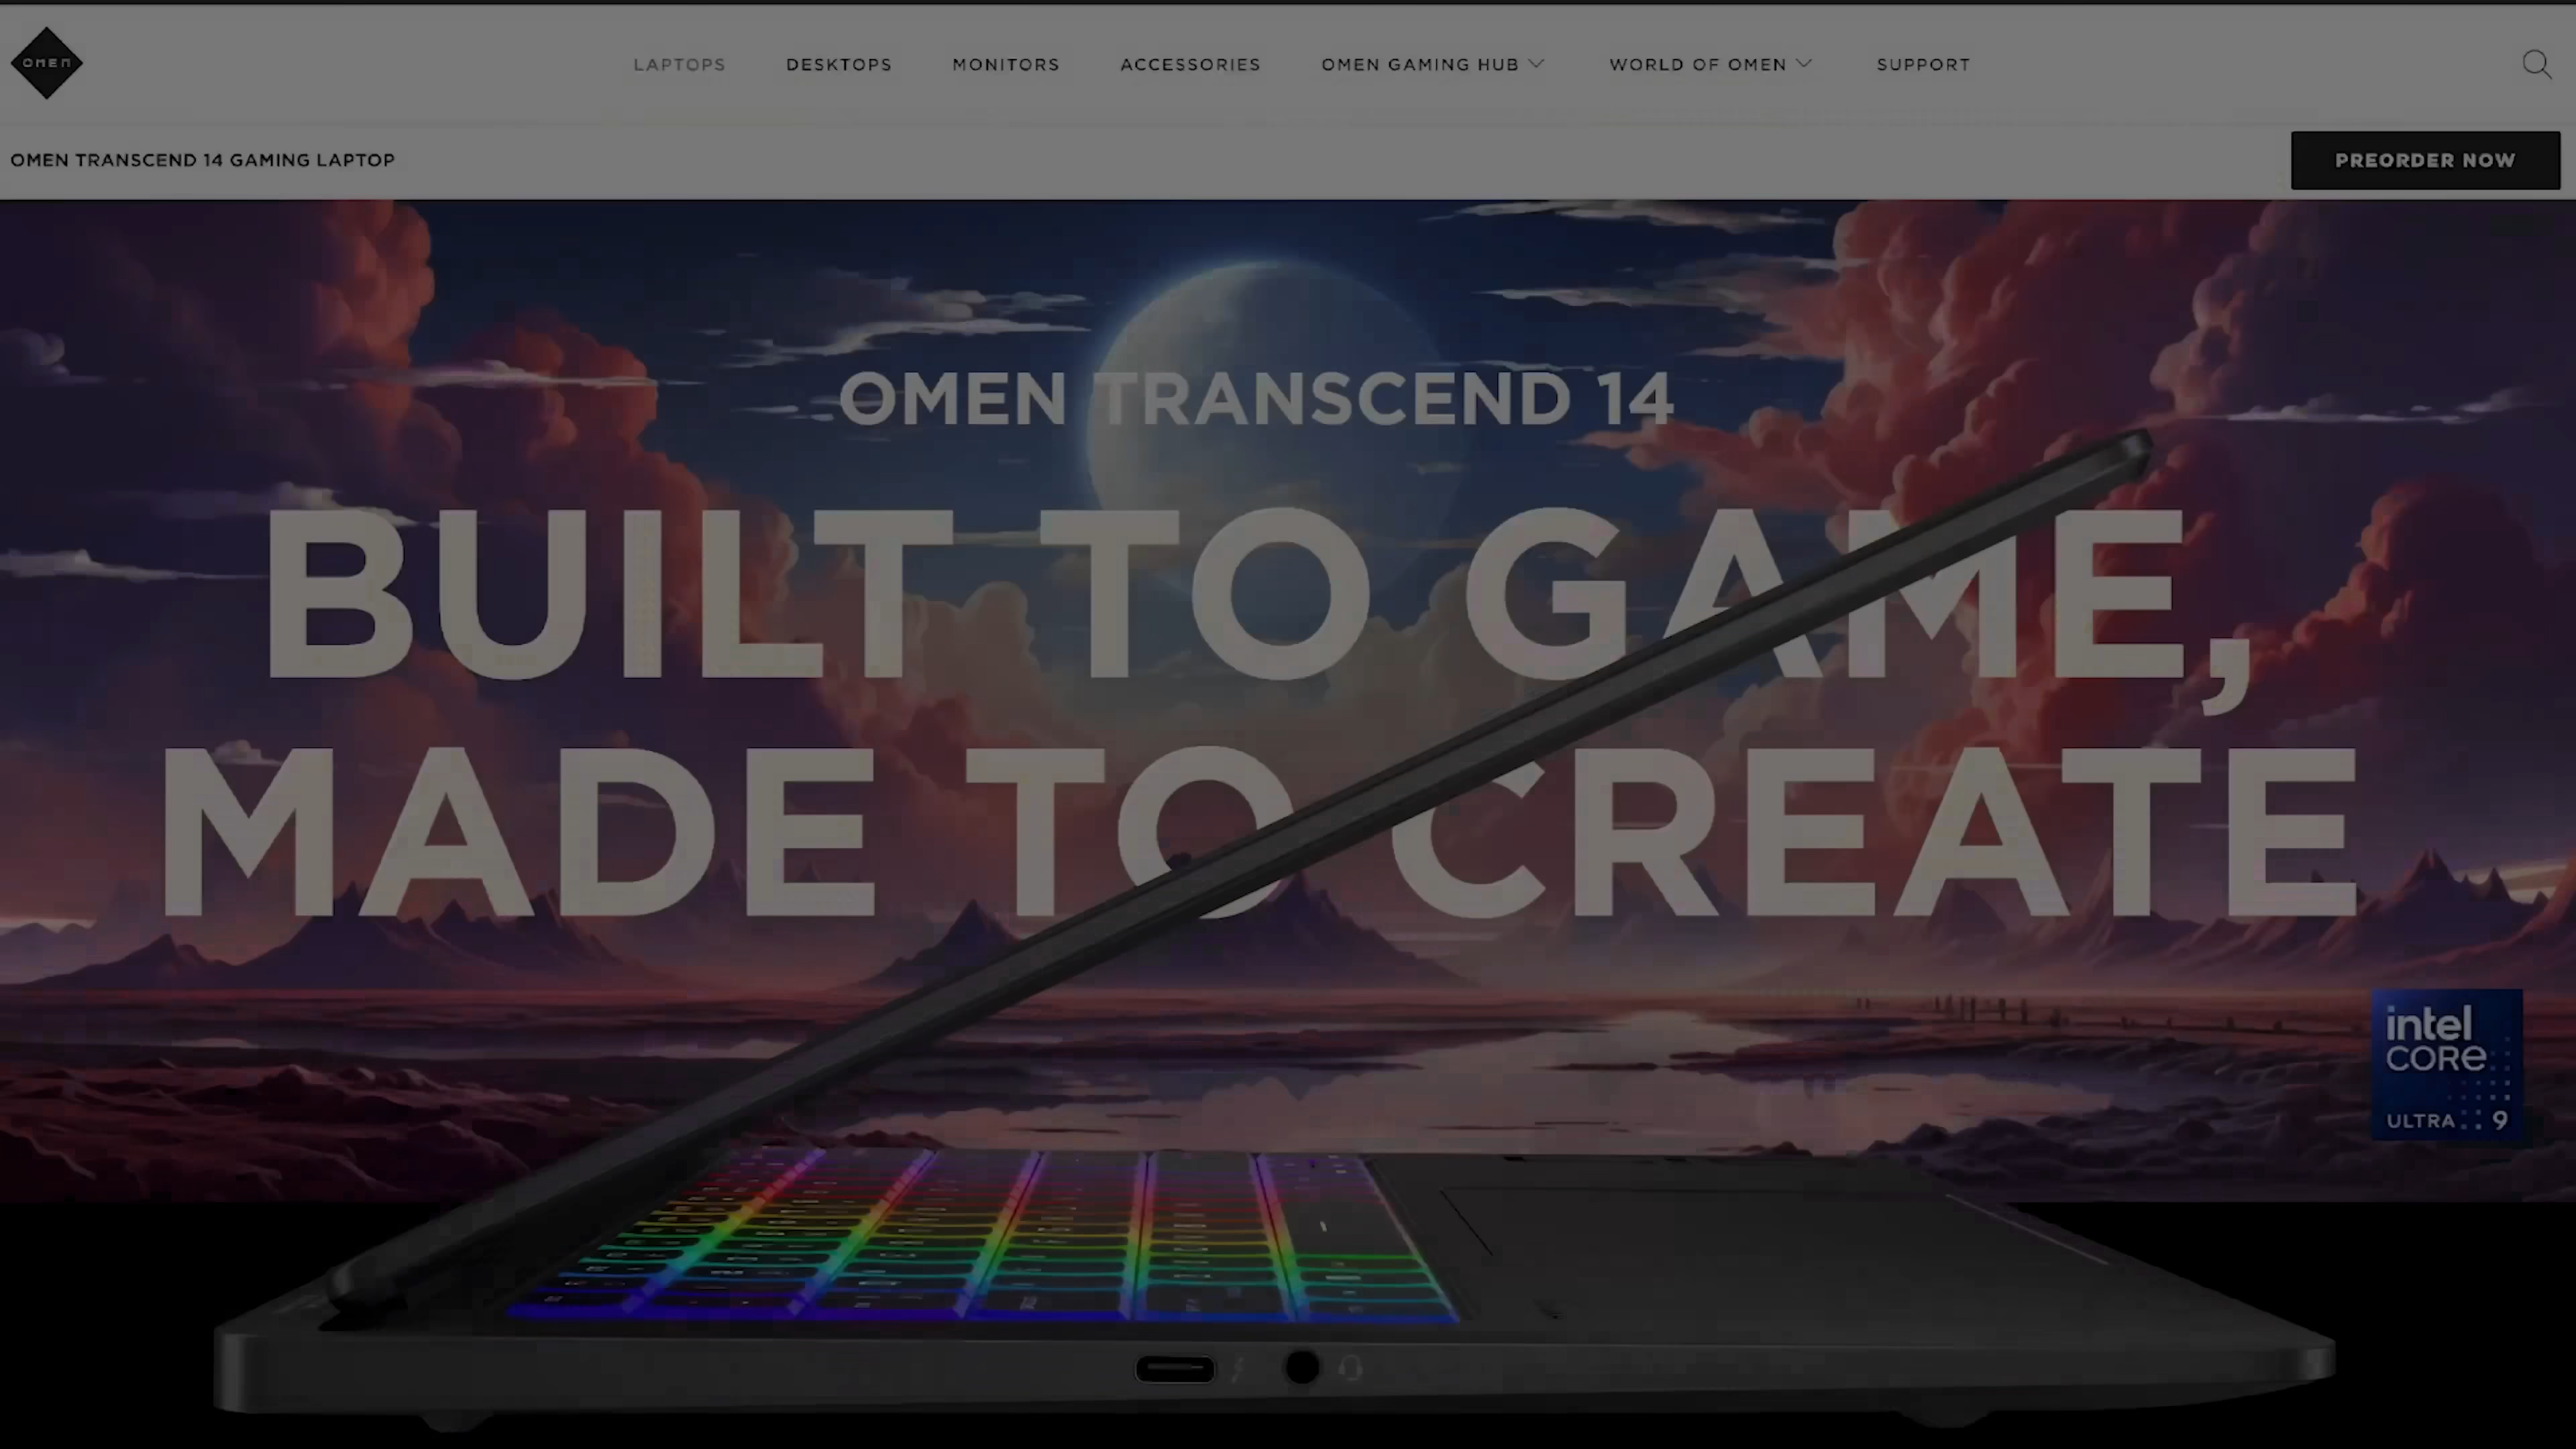 OMEN
LAPTOPS
DESKTOPS
MONITORS
ACCESSORIES
OMEN GAMING HUB
WORLD OF OMEN
SUPPORT
OMEN TRANSCEND 14 GAMING LAPTOP
PREORDER NOW
OMEN TRANSCEND 14
BUILT TO GAME,
MADE TO CREATE
intel
CORE
ULTRA 9